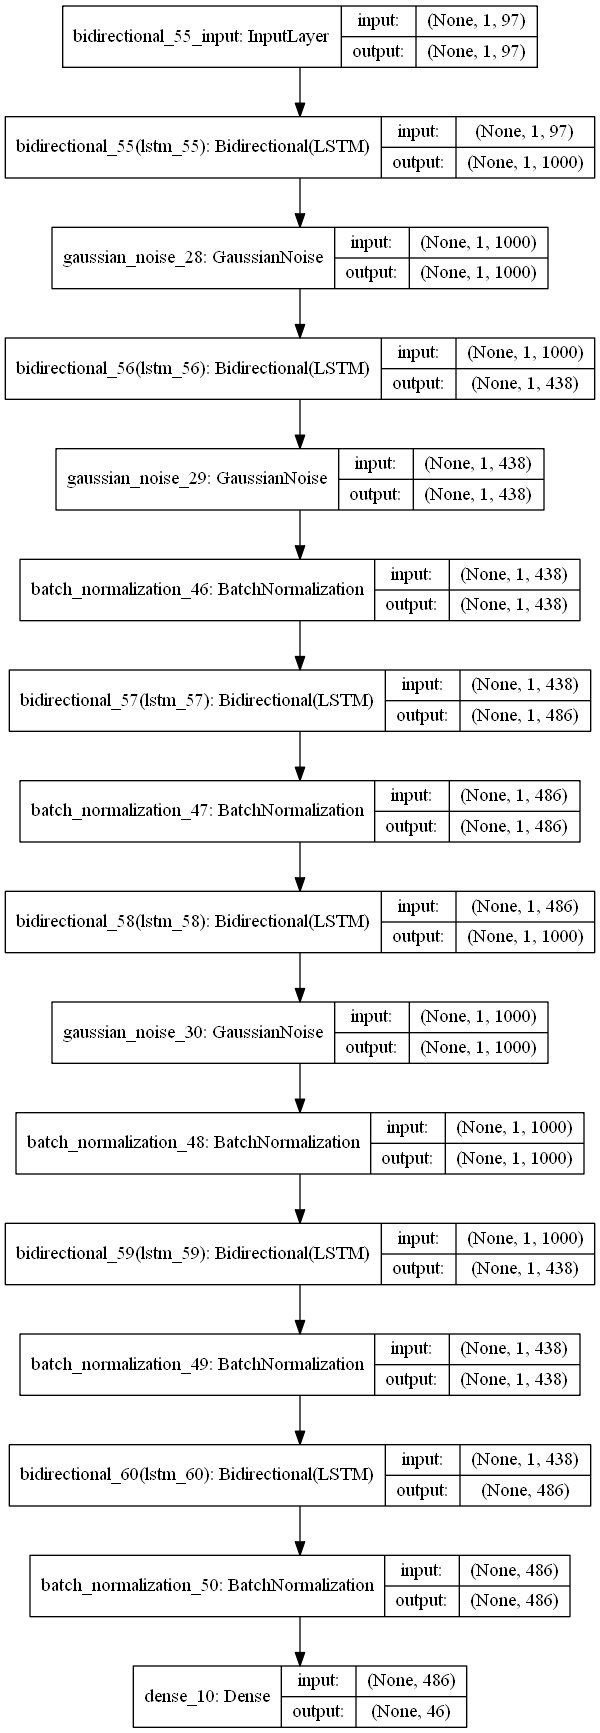 bidirectional_55_input: InputLayer
input: (None, 1, 97)
output: (None, 1, 97)
bidirectional_55(lstm_55): Bidirectional(LSTM)
input: (None, 1, 97)
output: (None, 1, 1000)
gaussian_noise_28: GaussianNoise
input: (None, 1, 1000)
output: (None, 1, 1000)
bidirectional_56(lstm_56): Bidirectional(LSTM)
input: (None, 1, 1000)
output: (None, 1, 438)
gaussian_noise_29: GaussianNoise
input: (None, 1, 438)
output: (None, 1, 438)
batch_normalization_46: BatchNormalization
input: (None, 1, 438)
output: (None, 1, 438)
bidirectional_57(lstm_57): Bidirectional(LSTM)
input: (None, 1, 438)
output: (None, 1, 486)
batch_normalization_47: BatchNormalization
input: (None, 1, 486)
output: (None, 1, 486)
bidirectional_58(lstm_58): Bidirectional(LSTM)
input: (None, 1, 486)
output: (None, 1, 1000)
gaussian_noise_30: GaussianNoise
input: (None, 1, 1000)
output: (None, 1, 1000)
batch_normalization_48: BatchNormalization
input: (None, 1, 1000)
output: (None, 1, 1000)
bidirectional_59(lstm_59): Bidirectional(LSTM)
input: (None, 1, 1000)
output: (None, 1, 438)
batch_normalization_49: BatchNormalization
input: (None, 1, 438)
output: (None, 1, 438)
bidirectional_60(lstm_60): Bidirectional(LSTM)
input: (None, 1, 438)
output: (None, 486)
batch_normalization_50: BatchNormalization
input: (None, 486)
output: (None, 486)
dense_10: Dense
input: (None, 486)
output: (None, 46)